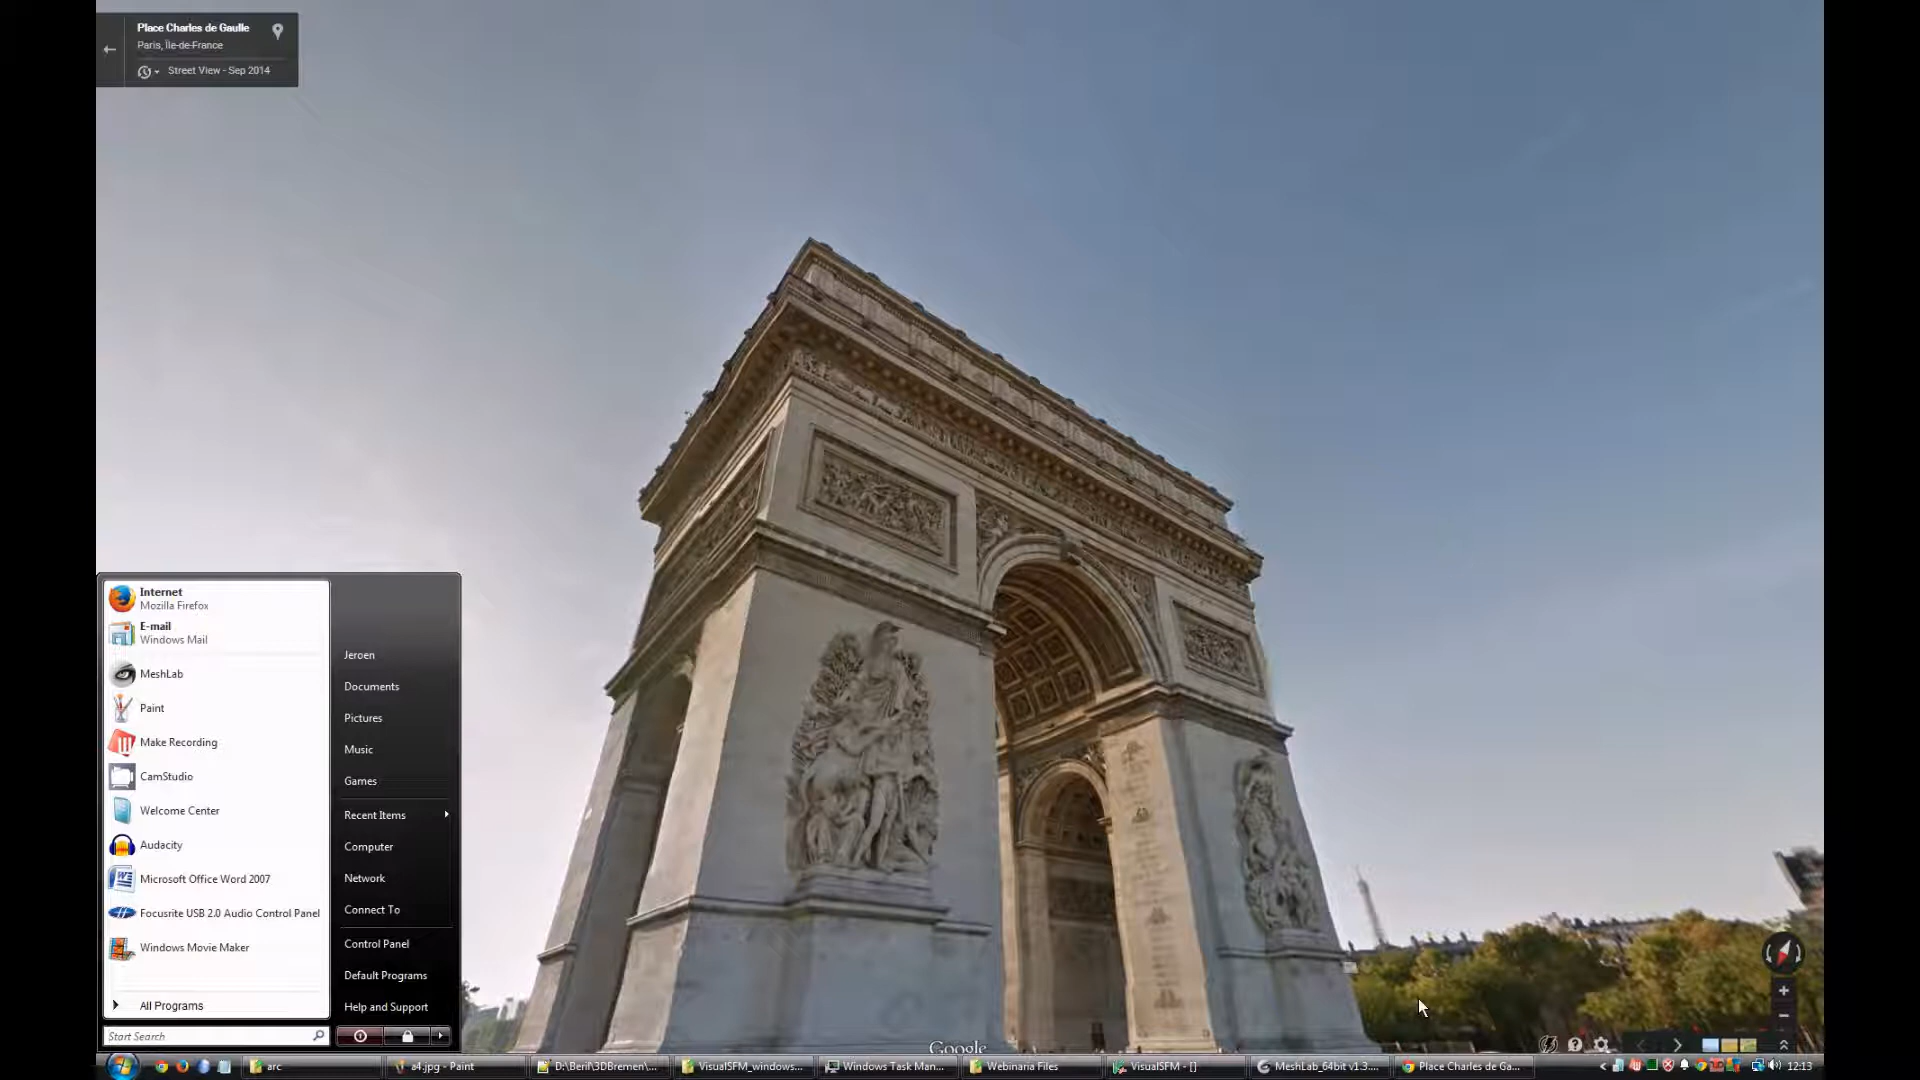 Place Charles de Gaulle
Paris, Île-de-France
Street View - Sep 2014
Internet
Mozilla Firefox
E-mail
Windows Mail
MeshLab
Paint
Make Recording
CamStudio
Welcome Center
Audacity
Microsoft Office Word 2007
Focusrite USB 2.0 Audio Control Panel
Windows Movie Maker
All Programs
Start Search
Jeroen
Documents
Pictures
Music
Games
Recent Items
Computer
Network
Connect To
Control Panel
Default Programs
Help and Support
Google
arc
a4.jpg - Paint
D:\Beril\3DBremen\...
VisualSFM_windows...
Windows Task Man...
Webinaria Files
VisualSFM - []
MeshLab_64bit v1.3....
Place Charles de Ga...
12:13